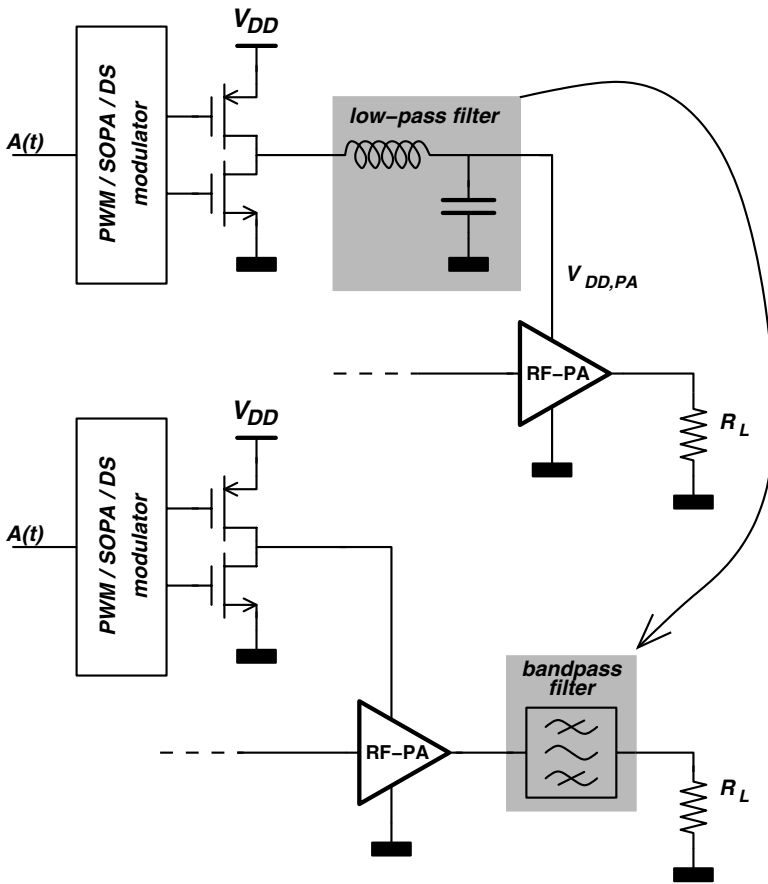 V_DD
PWM / SOPA / DS
modulator
A(t)
low–pass filter
V_DD,PA
RF–PA
R_L
V_DD
PWM / SOPA / DS
modulator
A(t)
bandpass
filter
RF–PA
R_L